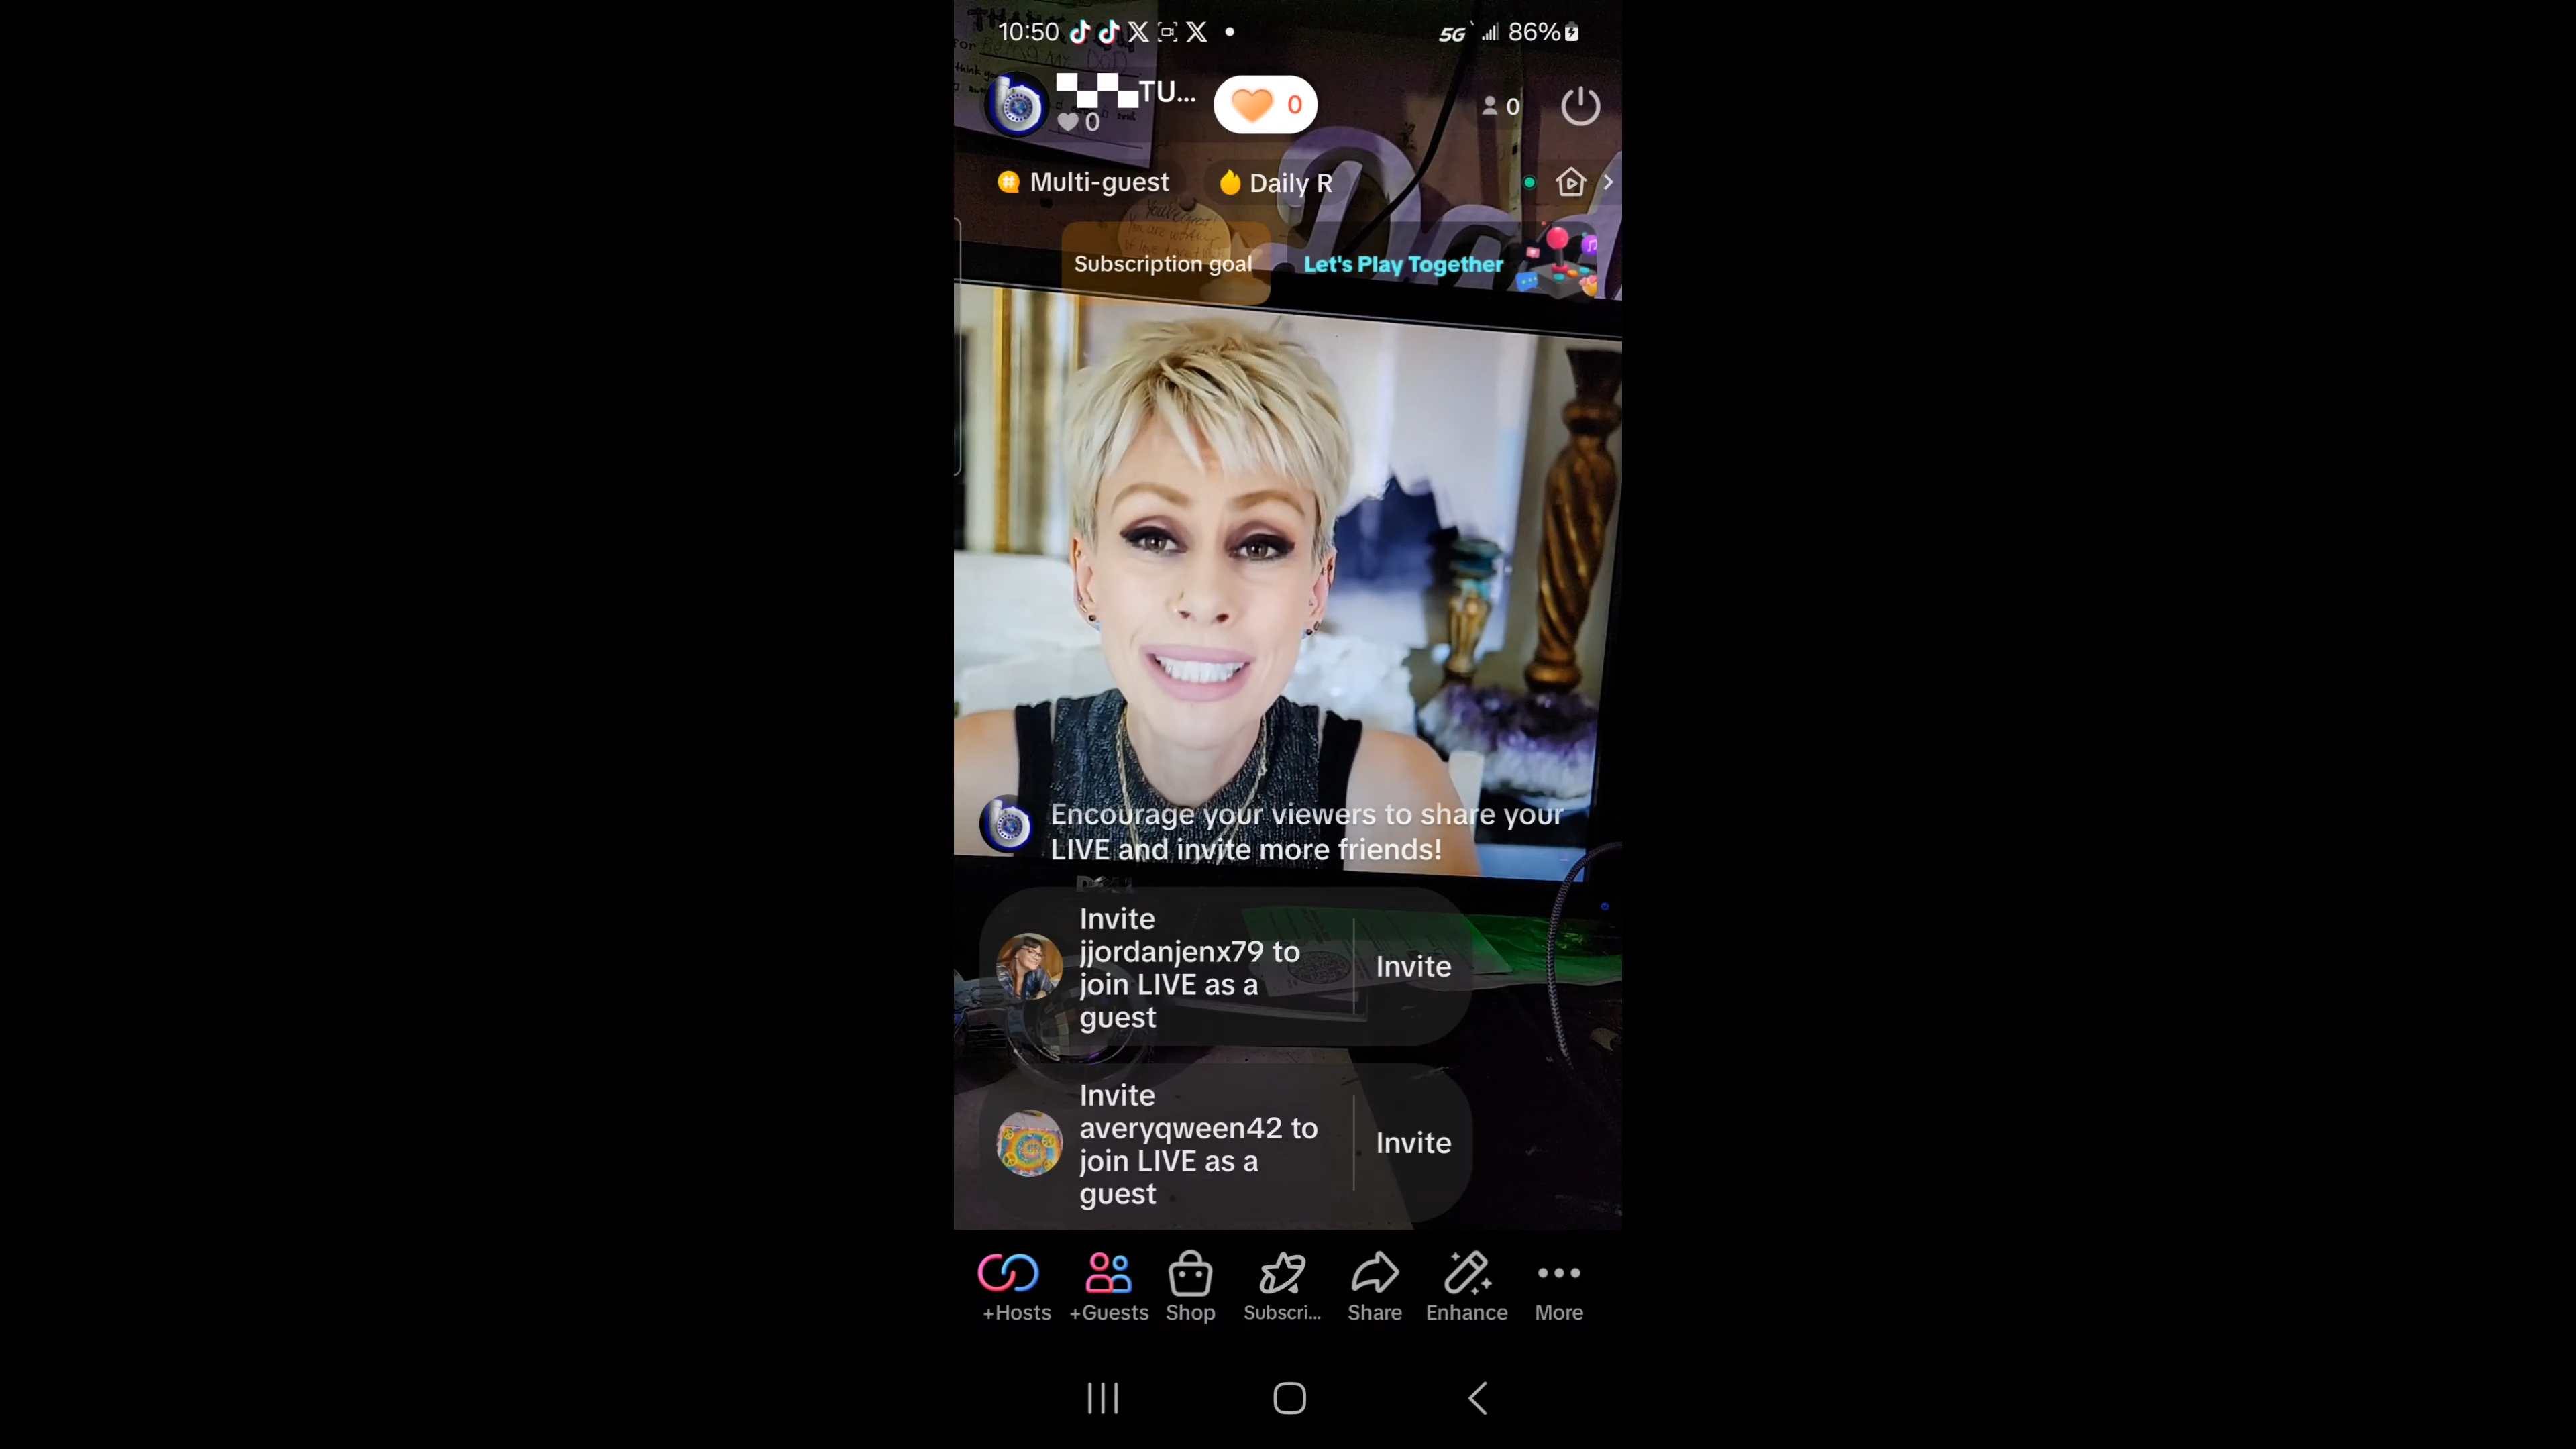 10:50 5G 86%
TU...
0
0
0
Multi-guest
Daily R
Subscription goal
Let's Play Together
Dad
Encourage your viewers to share your
LIVE and invite more friends!
Invite
jjordanjenx79 to
join LIVE as a
guest
Invite
Invite
averyqween42 to
join LIVE as a
guest
Invite
+Hosts
+Guests
Shop
Subscri...
Share
Enhance
More